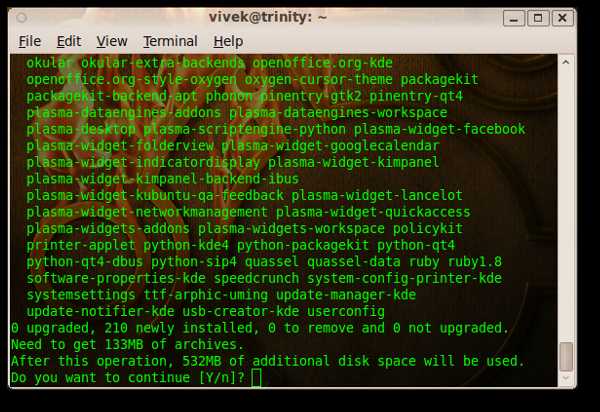 vivek@trinity: ~
File Edit View Terminal Help
okular okular-extra-backends openoffice.org-kde
openoffice.org-style-oxygen oxygen-cursor-theme packagekit
packagekit-backend-apt phonon pinentry-gtk2 pinentry-qt4
plasma-dataengines-addons plasma-dataengines-workspace
plasma-desktop plasma-scriptengine-python plasma-widget-facebook
plasma-widget-folderview plasma-widget-googlecalendar
plasma-widget-indicatordisplay plasma-widget-kimpanel
plasma-widget-kimpanel-backend-ibus
plasma-widget-kubuntu-qa-feedback plasma-widget-lancelot
plasma-widget-networkmanagement plasma-widget-quickaccess
plasma-widgets-addons plasma-widgets-workspace policykit
printer-applet python-kde4 python-packagekit python-qt4
python-qt4-dbus python-sip4 quassel quassel-data ruby ruby1.8
software-properties-kde speedcrunch system-config-printer-kde
systemsettings ttf-arphic-uming update-manager-kde
update-notifier-kde usb-creator-kde userconfig
0 upgraded, 210 newly installed, 0 to remove and 0 not upgraded.
Need to get 133MB of archives.
After this operation, 532MB of additional disk space will be used.
Do you want to continue [Y/n]?